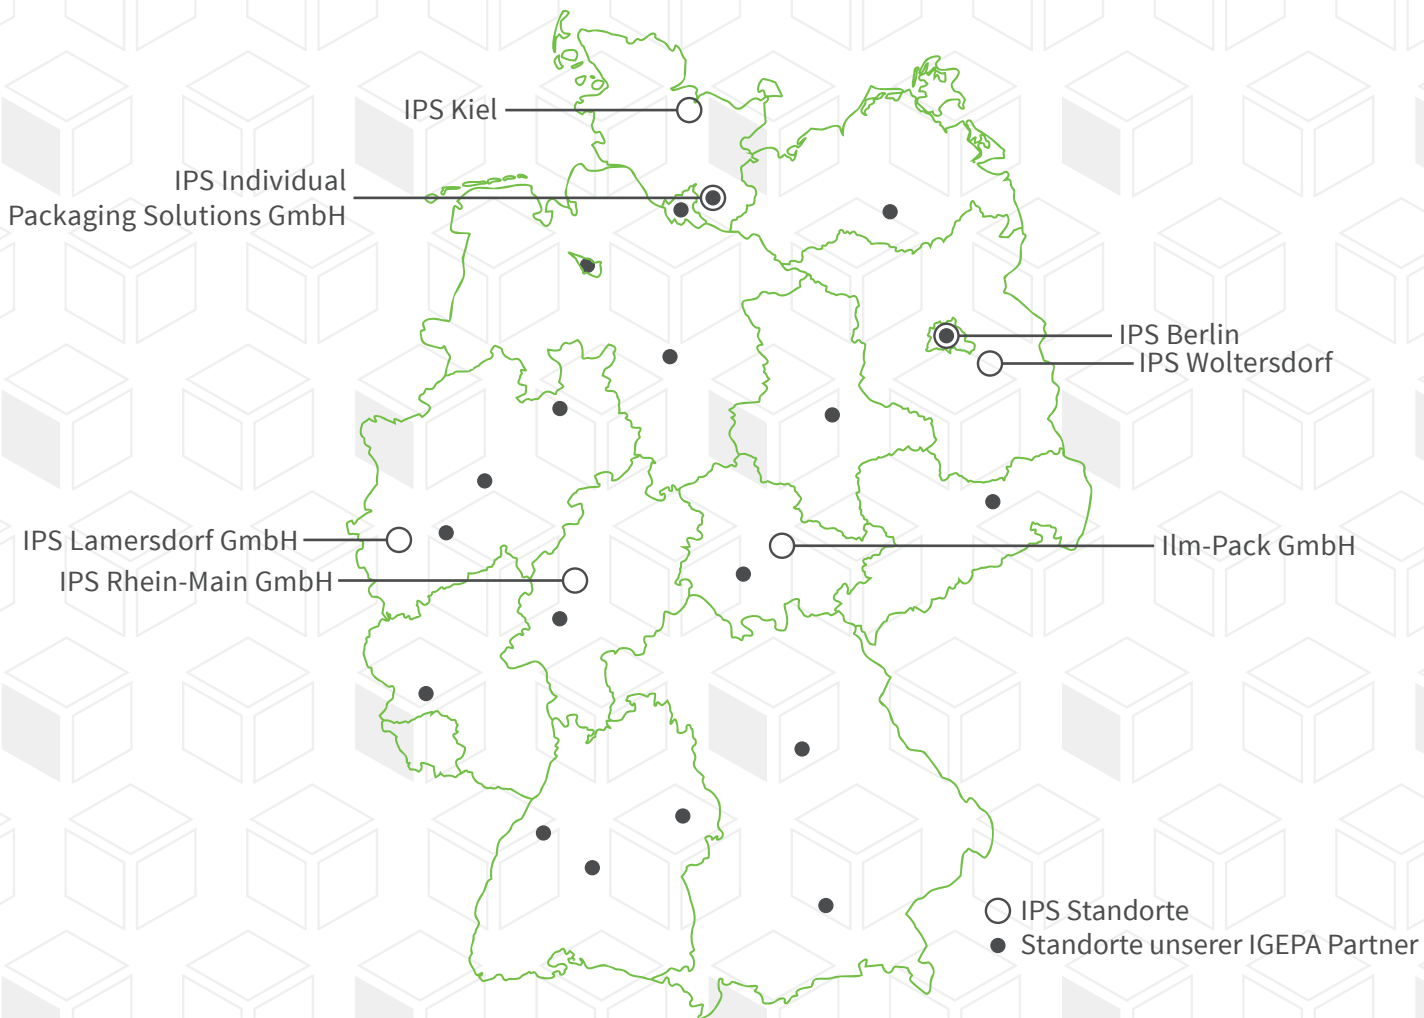 IPS Kiel
IPS Individual
Packaging Solutions GmbH
IPS Berlin
IPS Woltersdorf
IPS Lamersdorf GmbH
Ilm-Pack GmbH
IPS Rhein-Main GmbH
IPS Standorte
Standorte unserer IGEPA Partner